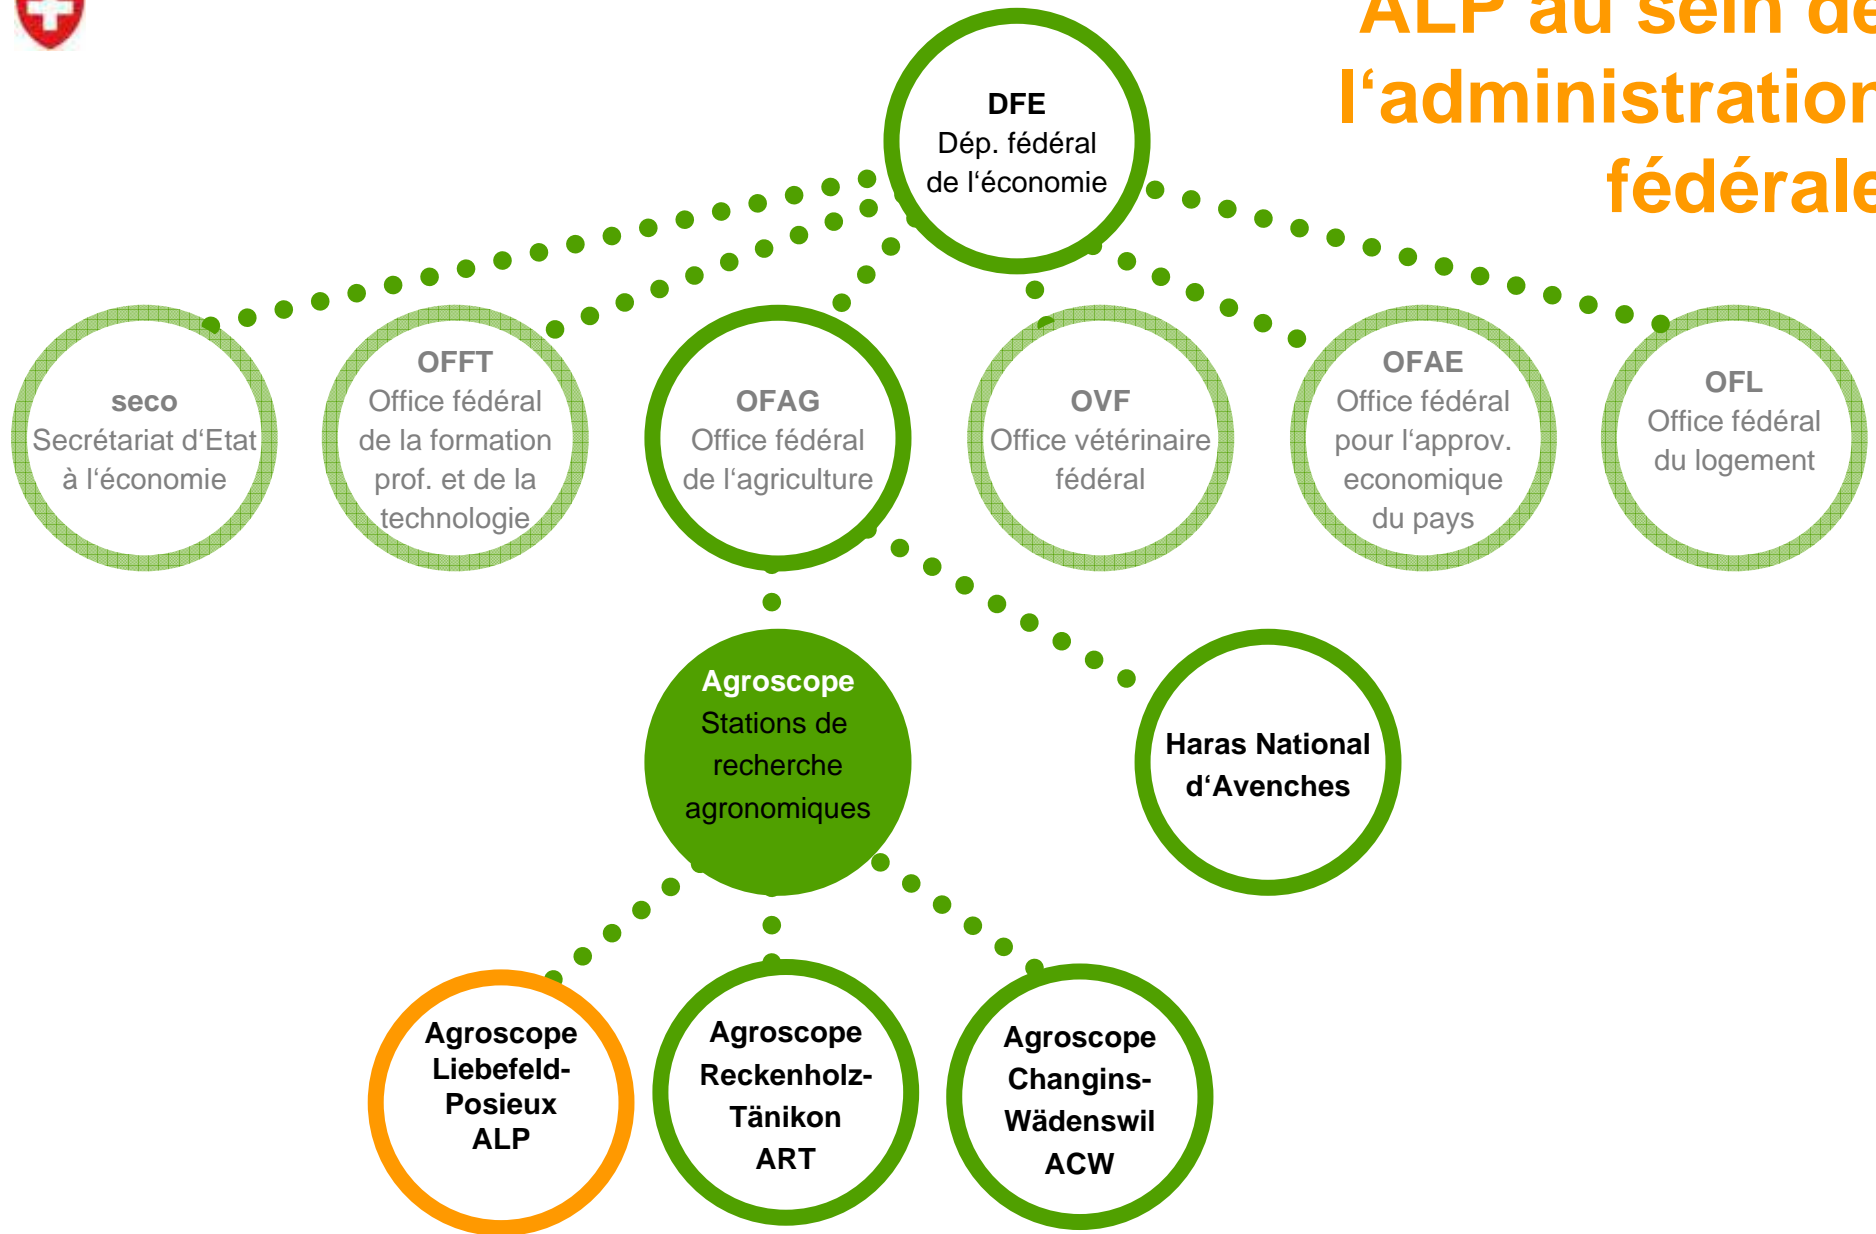 ALP au sein de
l‘administration
fédérale
DFE
Dép. fédéral
de l‘économie
seco
Secrétariat d‘Etat
à l‘économie
OFFT
Office fédéral
de la formation
prof. et de la
technologie
OFAG
Office fédéral
de l‘agriculture
OVF
Office vétérinaire
fédéral
OFAE
Office fédéral
pour l‘approv.
economique
du pays
OFL
Office fédéral
du logement
Agroscope
Stations de
recherche
agronomiques
Haras National
d‘Avenches
Agroscope
Liebefeld-
Posieux
ALP
Agroscope
Reckenholz-
Tänikon
ART
Agroscope
Changins-
Wädenswil
ACW